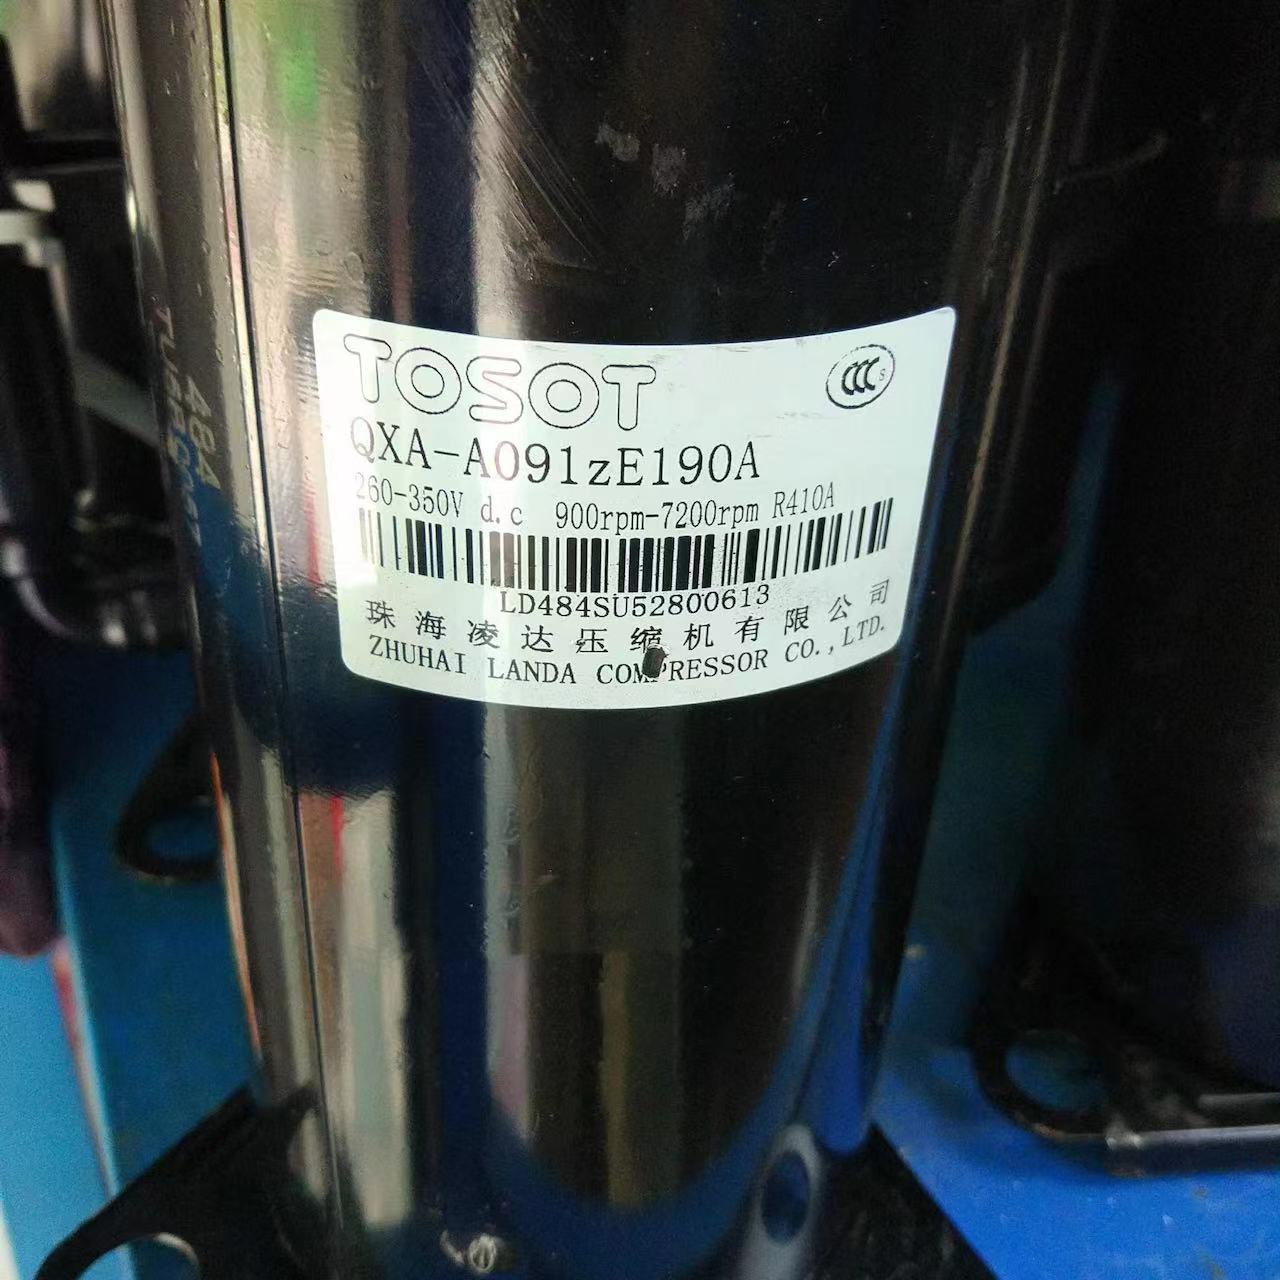 TOSOT
CCC S
QXA-A091zE190A
260-350V d.c 900rpm-7200rpm R410A
LD484SU52800613
珠海凌达压缩机有限公司
ZHUHAI LANDA COMPRESSOR CO.,LTD.
484